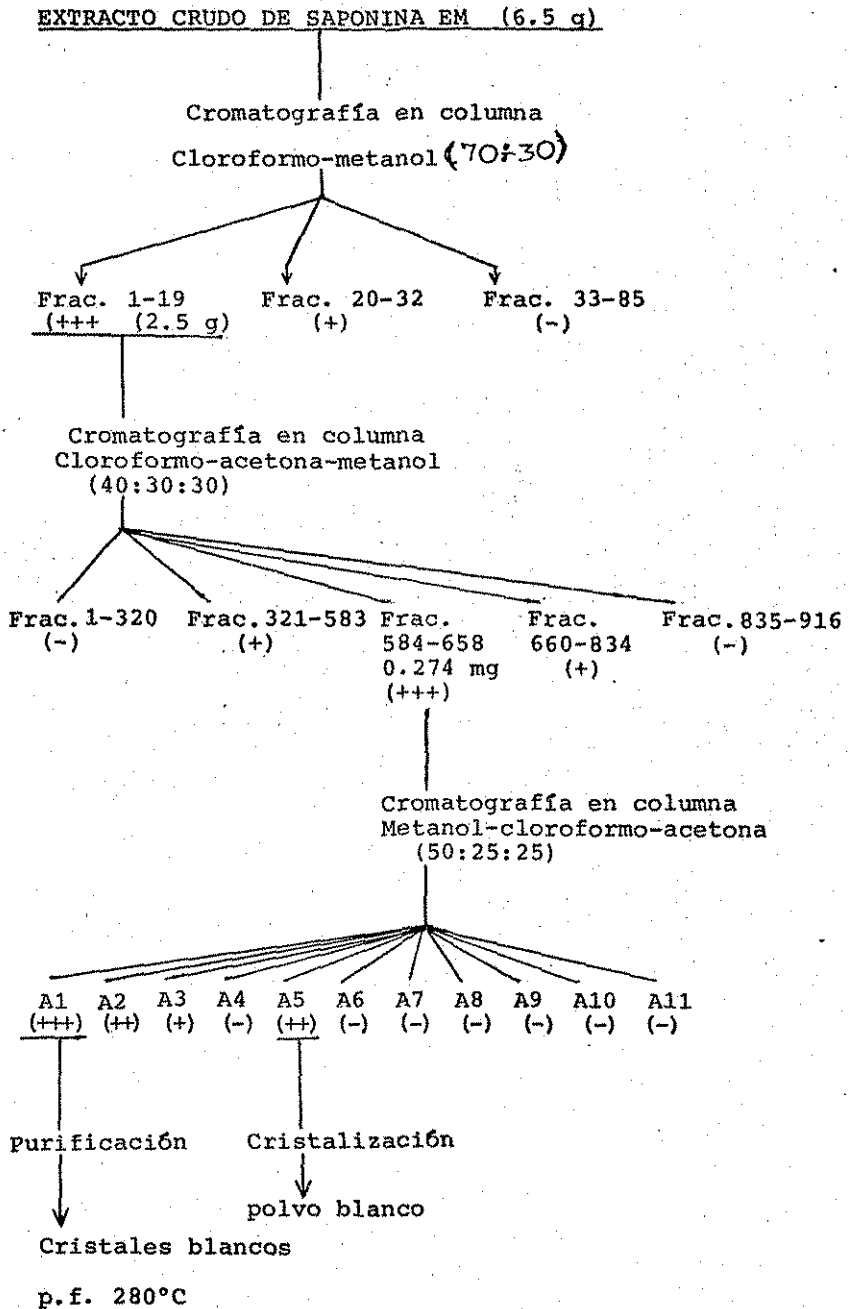 EXTRACTO CRUDO DE SAPONINA EM (6.5 g)
Cromatografía en columna
Cloroformo-metanol (70:30)
Frac. 1-19 Frac. 20-32 Frac. 33-85
(+++ (2.5 g) (+) (-)
Cromatografía en columna
Cloroformo-acetona-metanol
(40:30:30)
Frac.1-320 Frac.321-583 Frac. Frac. Frac.835-916
(-) (+) 584-658 660-834 (-)
0.274 mg (+)
(+++)
Cromatografía en columna
Metanol-cloroformo-acetona
(50:25:25)
A1 A2 A3 A4 A5 A6 A7 A8 A9 A10 A11
(+++) (++) (+) (-) (++) (-) (-) (-) (-) (-) (-)
Purificación Cristalización
polvo blanco
Cristales blancos
p.f. 280°C